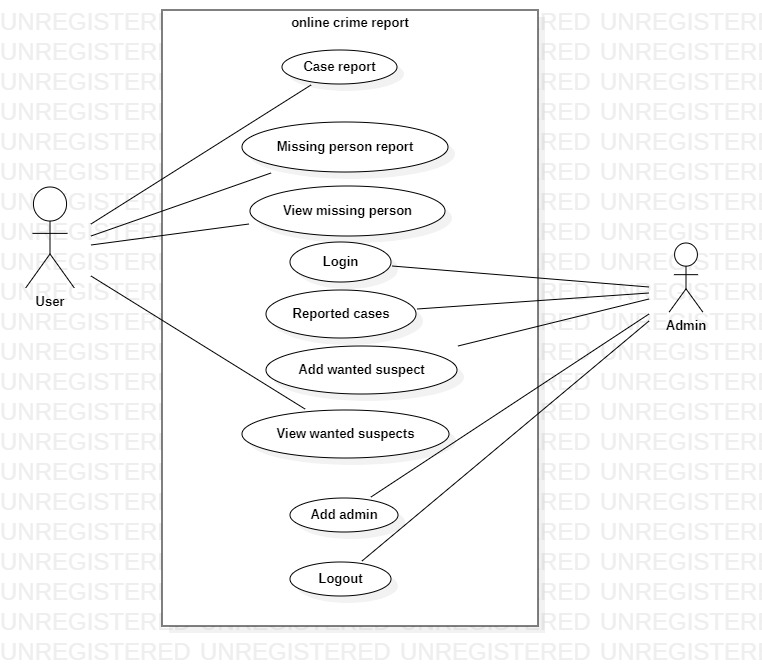 online crime report
Case report
Missing person report
View missing person
Login
Reported cases
Add wanted suspect
View wanted suspects
Add admin
Logout
User
Admin
UNREGISTERED UNREGISTERED UNREGISTERED UNREGISTERI